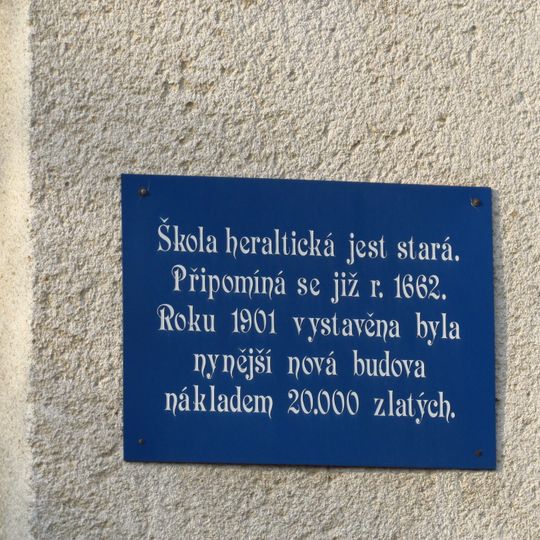 Škola heraltická jest stará.
Připomíná se již r. 1662.
Roku 1901 vystavěna byla
nynější nová budova
nákladem 20.000 zlatých.